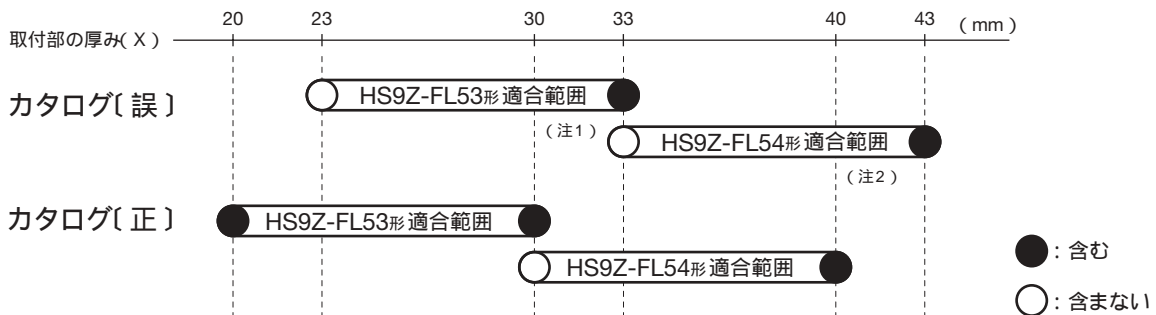 20 23 30 33 40 43 (mm)
取付部の厚み(X)
カタログ〔誤〕 HS9Z-FL53形適合範囲
(注1) HS9Z-FL54形適合範囲
(注2)
カタログ〔正〕 HS9Z-FL53形適合範囲
HS9Z-FL54形適合範囲
:含む
:含まない